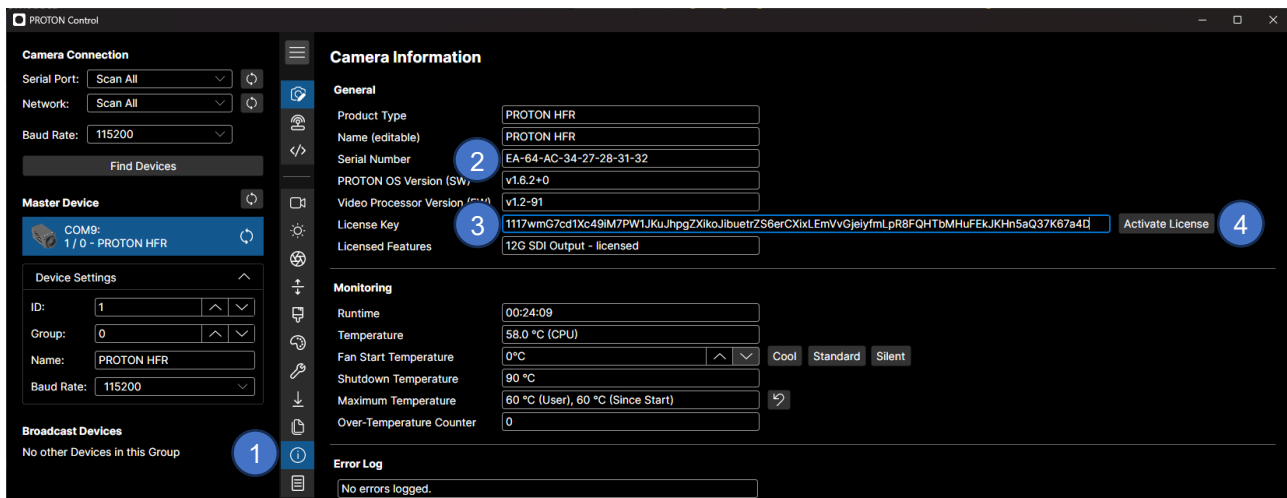 PROTON Control
Camera Connection
Serial Port: Scan All
Network: Scan All
Baud Rate: 115200
Find Devices
Master Device
COM9:
1 / 0 - PROTON HFR
Device Settings
ID: 1
Group: 0
Name: PROTON HFR
Baud Rate: 115200
Broadcast Devices
No other Devices in this Group
1
Camera Information
General
Product Type PROTON HFR
Name (editable) PROTON HFR
Serial Number 2 EA-64-AC-34-27-28-31-32
PROTON OS Version (SW) v1.6.2+0
Video Processor Version v1.2-91
License Key 3 1117wmG7cd1Xc49iM7PW1JKuJhpgZXikoJibuetrZS6erCXixLEmVvGjeiyfmLpR8FQHTbMHuFEkJKHn5aQ37K67a4D Activate License 4
Licensed Features 12G SDI Output - licensed
Monitoring
Runtime 00:24:09
Temperature 58.0 °C (CPU)
Fan Start Temperature 0°C Cool Standard Silent
Shutdown Temperature 90 °C
Maximum Temperature 60 °C (User), 60 °C (Since Start)
Over-Temperature Counter 0
Error Log
No errors logged.